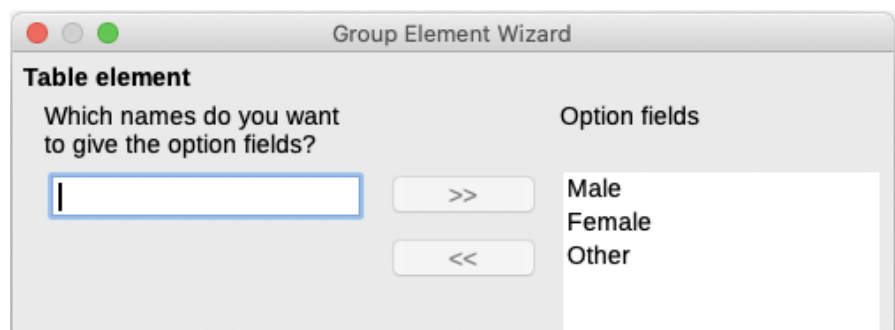 Group Element Wizard
Table element
Which names do you want
to give the option fields?
Option fields
>>
<<
Male
Female
Other